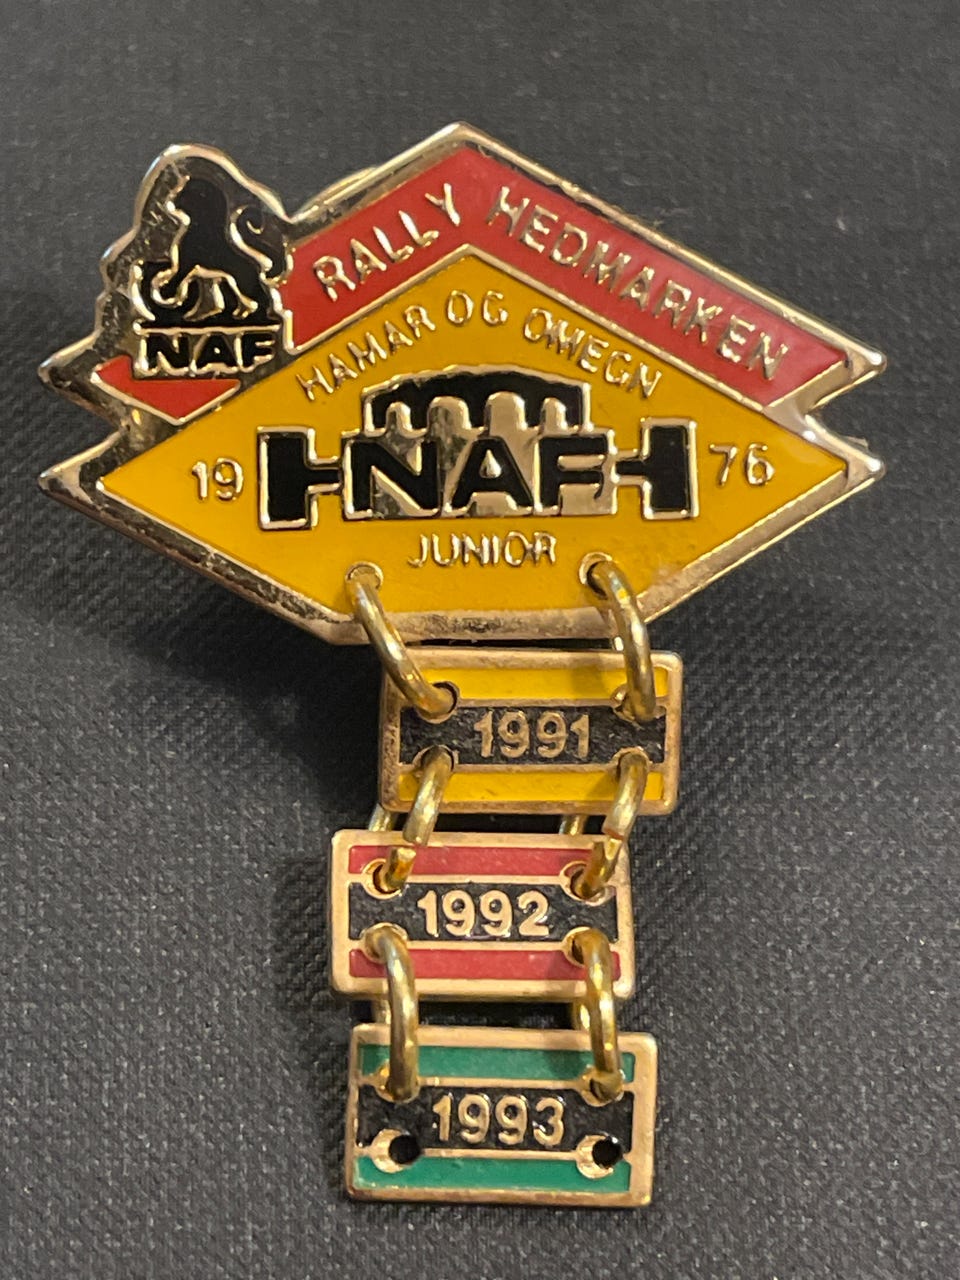 RALLY HEDMARKEN
NAF
HAMAR OG OMEGN
19 NAF 76
JUNIOR
1991
1992
1993